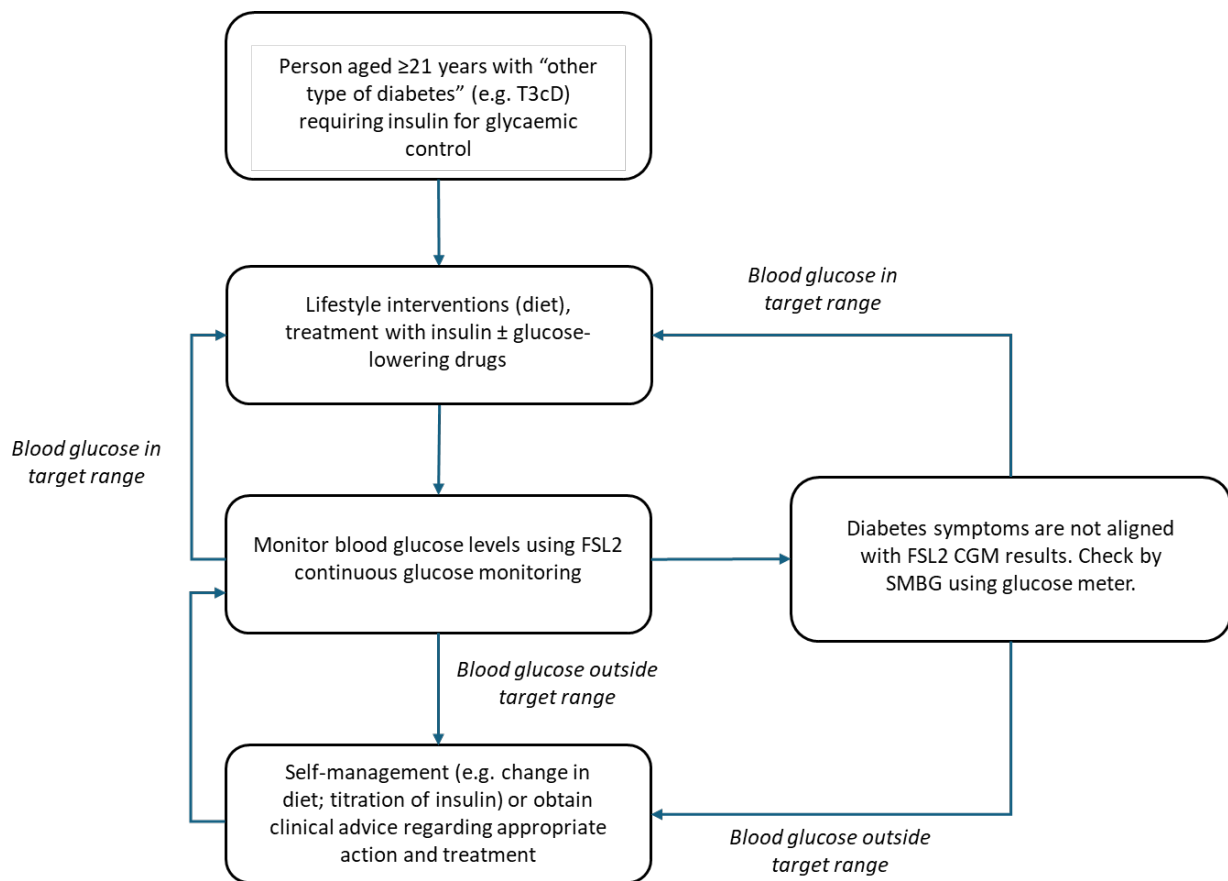 Person aged ≥21 years with “other
type of diabetes” (e.g. T3cD)
requiring insulin for glycaemic
control
Blood glucose in
target range
Lifestyle interventions (diet),
treatment with insulin ± glucose-
lowering drugs
Blood glucose in
target range
Monitor blood glucose levels using FSL2
continuous glucose monitoring
Diabetes symptoms are not aligned
with FSL2 CGM results. Check by
SMBG using glucose meter.
Blood glucose outside
target range
Self-management (e.g. change in
diet; titration of insulin) or obtain
clinical advice regarding appropriate
action and treatment
Blood glucose outside
target range